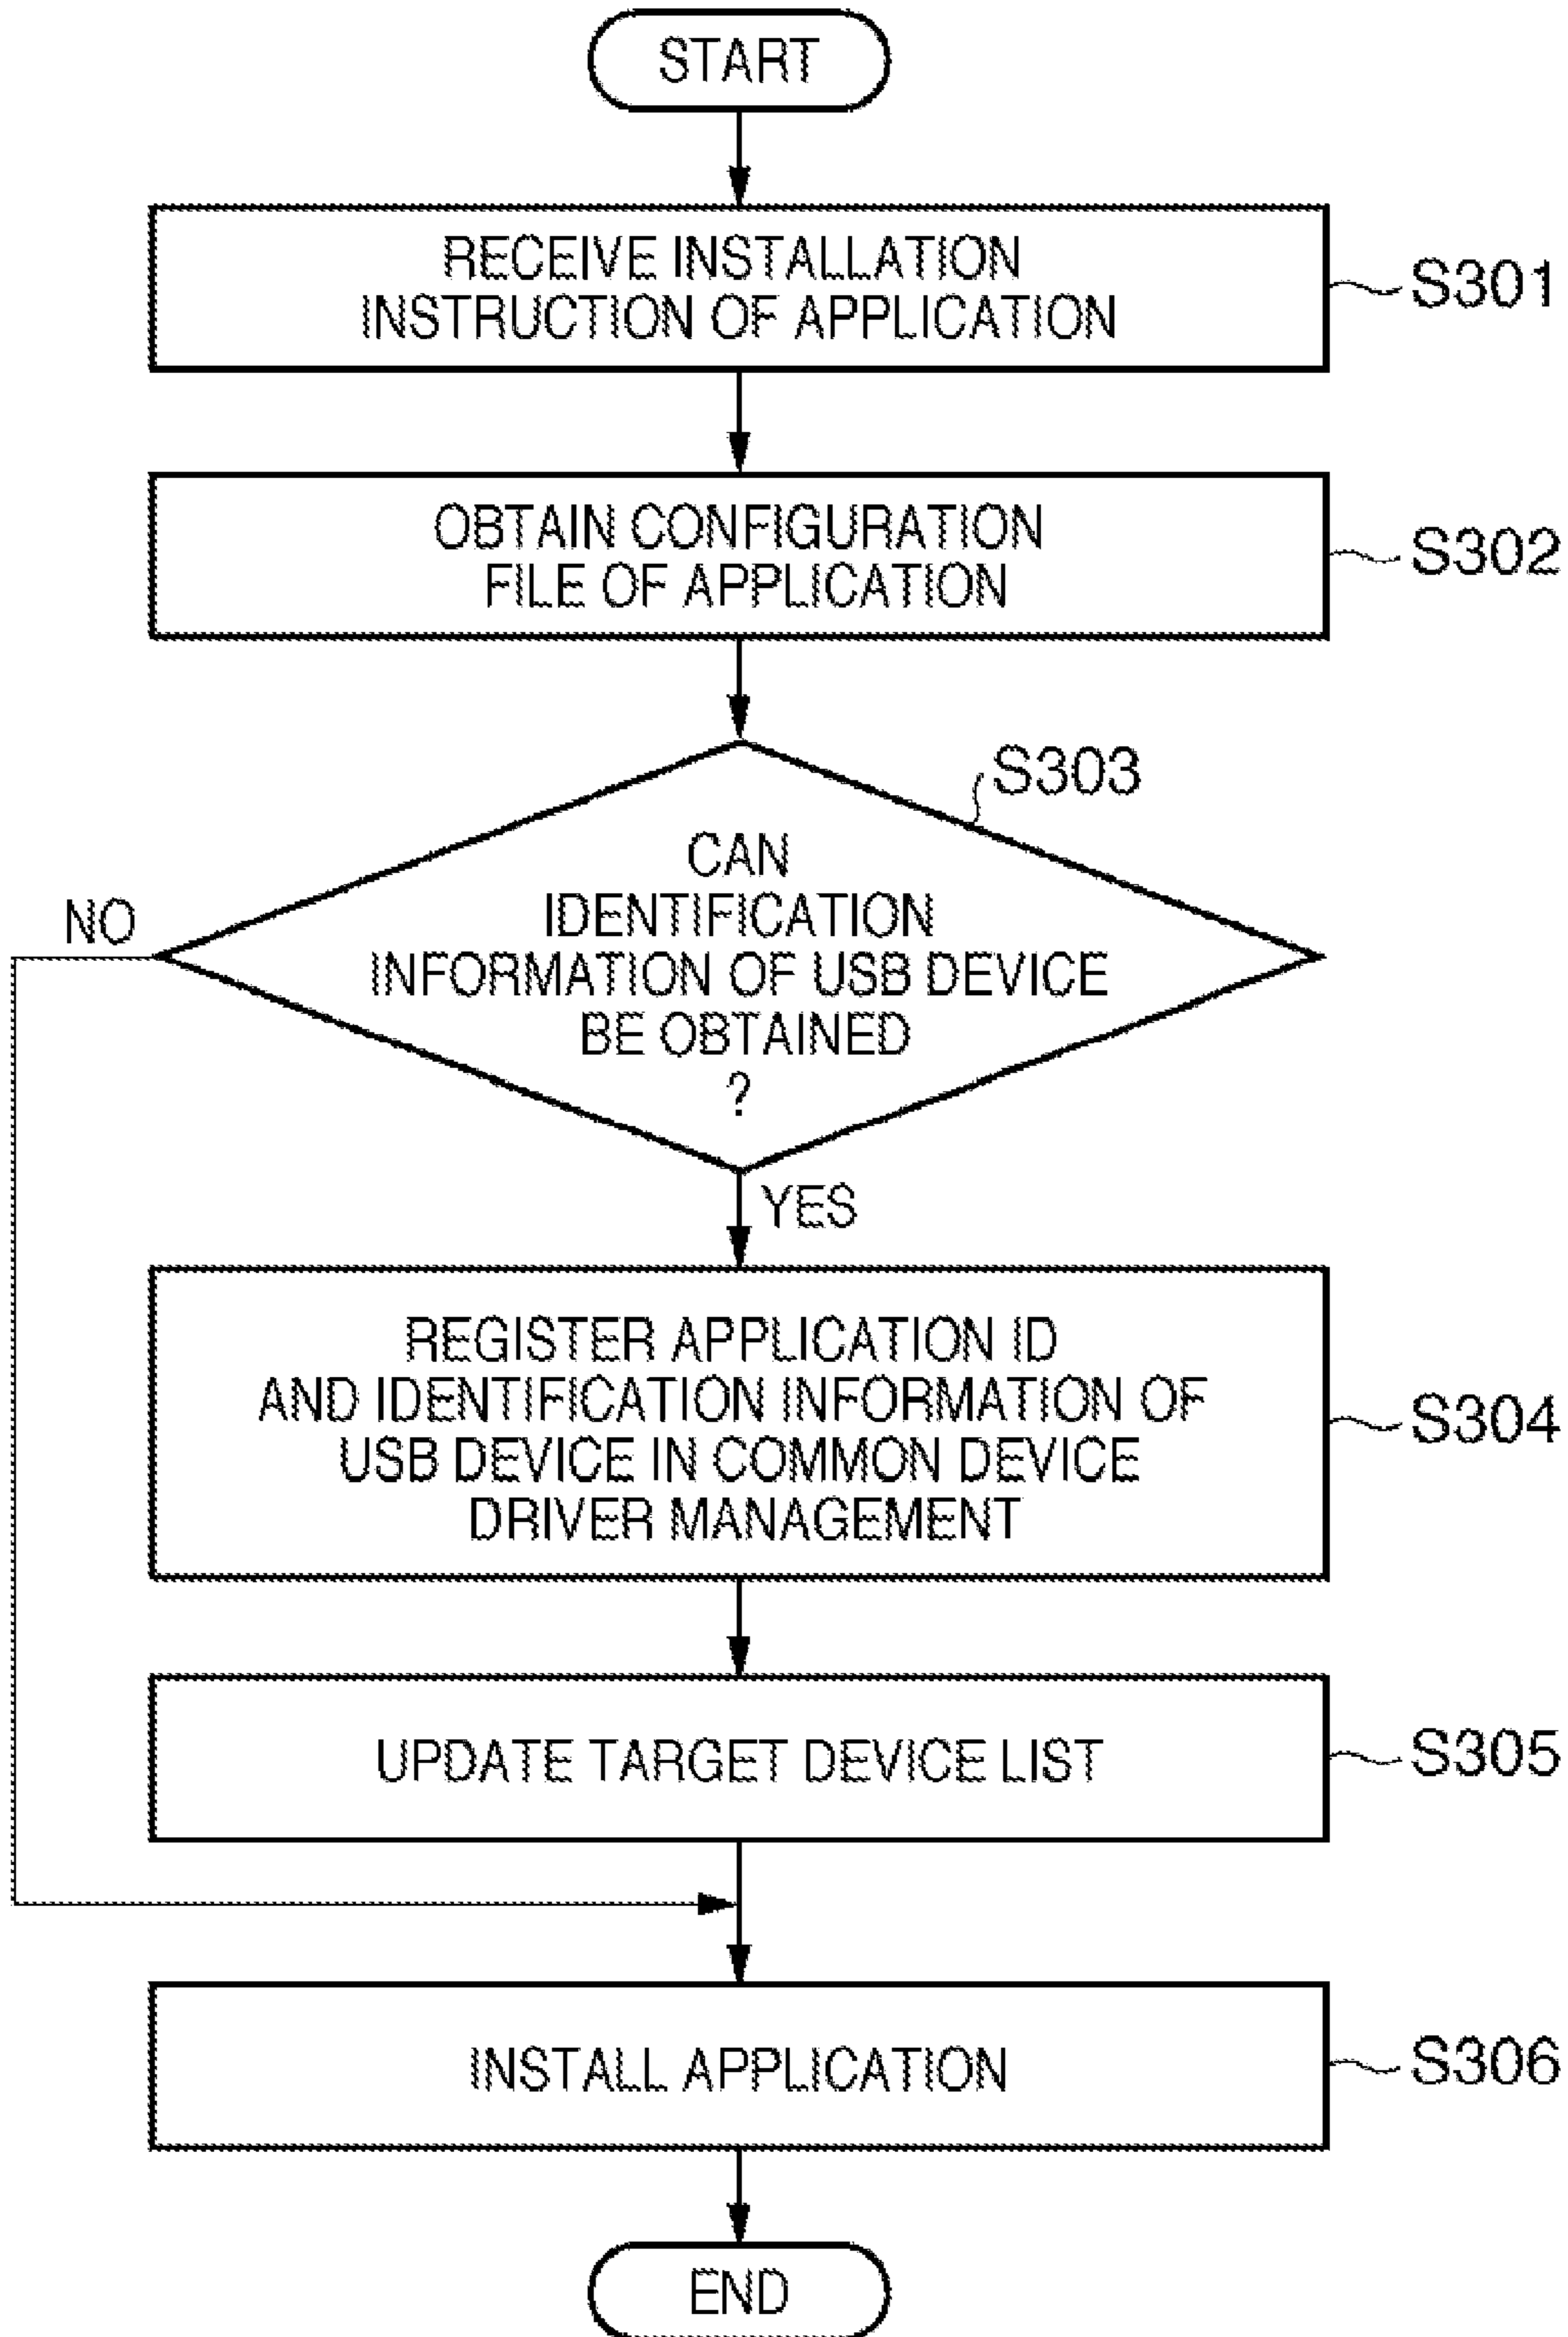 START
RECEIVE INSTALLATION
INSTRUCTION OF APPLICATION
S301
OBTAIN CONFIGURATION
FILE OF APPLICATION
S302
S303
CAN
IDENTIFICATION
INFORMATION OF USB DEVICE
BE OBTAINED
?
NO
YES
REGISTER APPLICATION ID
AND IDENTIFICATION INFORMATION OF
USB DEVICE IN COMMON DEVICE
DRIVER MANAGEMENT
S304
UPDATE TARGET DEVICE LIST
S305
INSTALL APPLICATION
S306
END